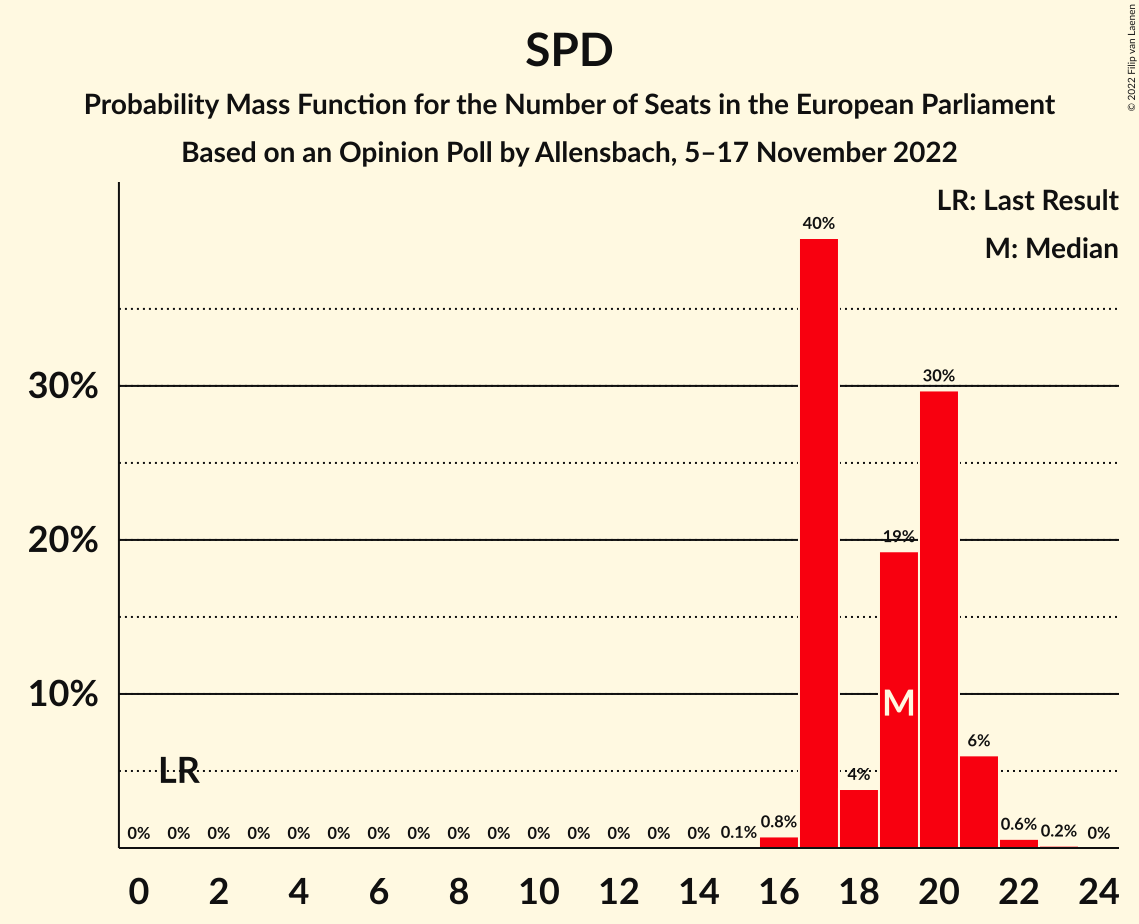 SPD
Probability Mass Function for the Number of Seats in the European Parliament
Based on an Opinion Poll by Allensbach, 5–17 November 2022
© 2022 Filip van Laenen
LR: Last Result
M: Median
40%
30%
30%
19%
20%
M
10%
6%
LR
4%
0% 0% 0% 0% 0% 0% 0% 0% 0% 0% 0% 0% 0% 0% 0% 0.1% 0.8% 0.6% 0.2% 0%
0 2 4 6 8 10 12 14 16 18 20 22 24